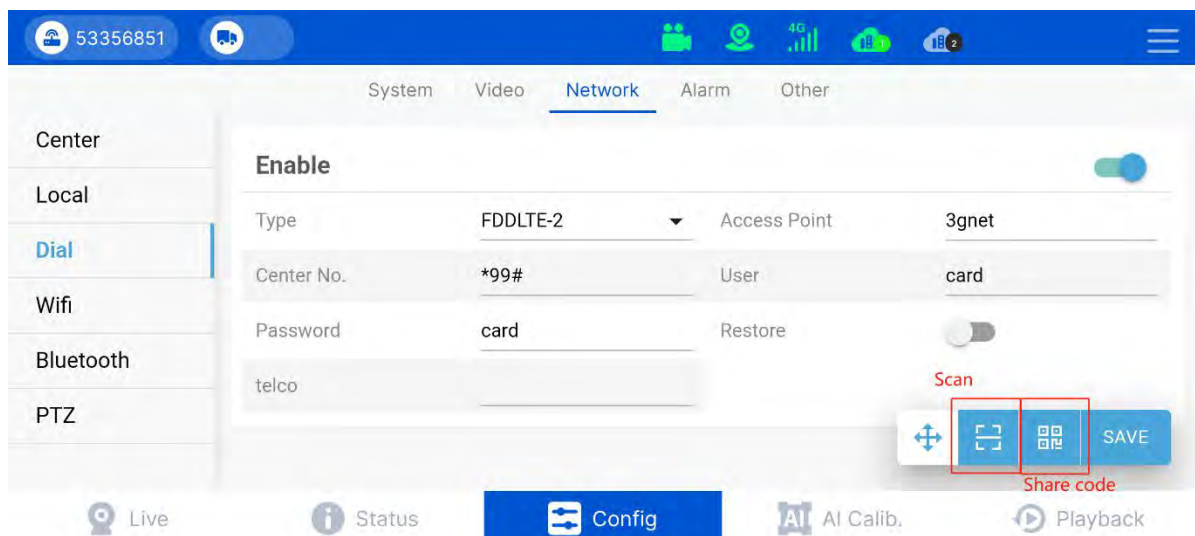 53356851
4G
1
2
System Video Network Alarm Other
Center
Local
Dial
Wifi
Bluetooth
PTZ
Enable
Type FDDLTE-2 Access Point 3gnet
Center No. *99# User card
Password card Restore
telco
Scan
SAVE
Share code
Live Status Config AI AI Calib. Playback